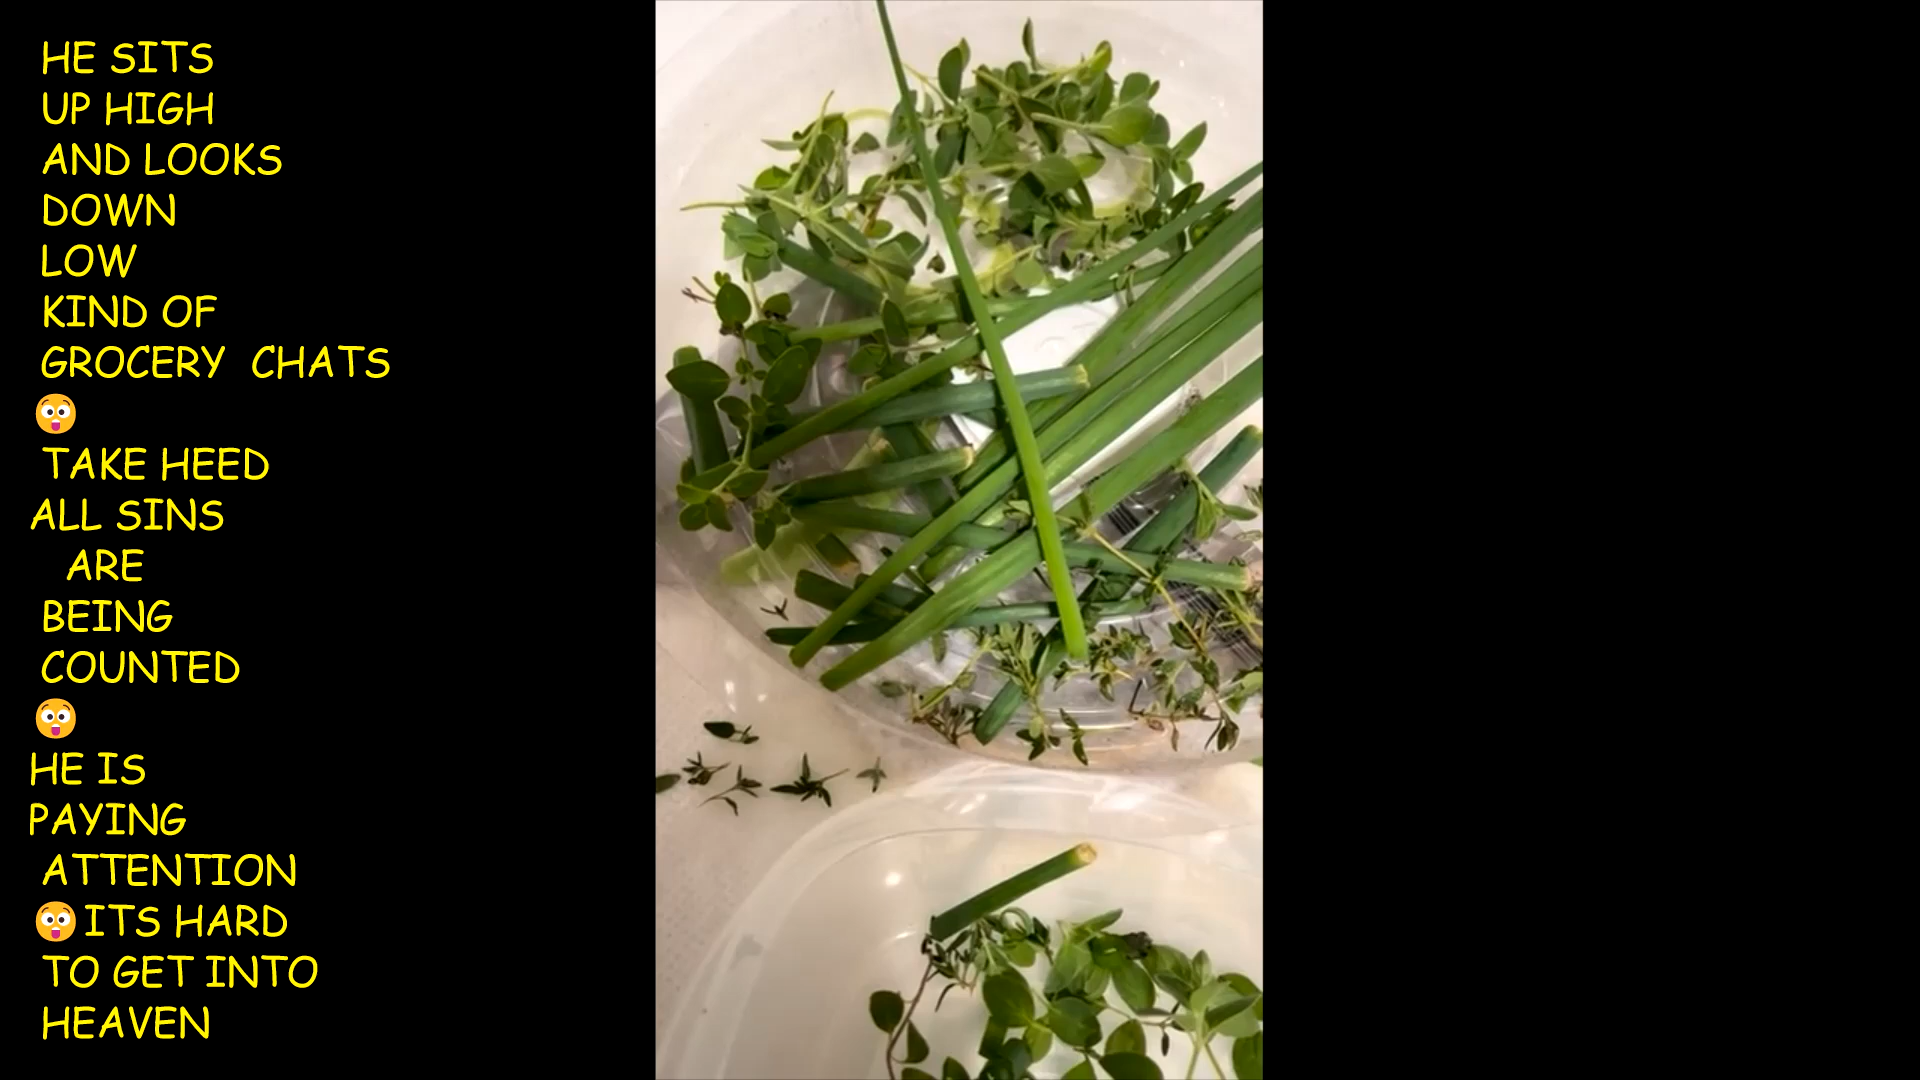 HE SITS
UP HIGH
AND LOOKS
DOWN
LOW
KIND OF
GROCERY CHATS
😲
TAKE HEED
ALL SINS
ARE
BEING
COUNTED
😲
HE IS
PAYING
ATTENTION
😲ITS HARD
TO GET INTO
HEAVEN